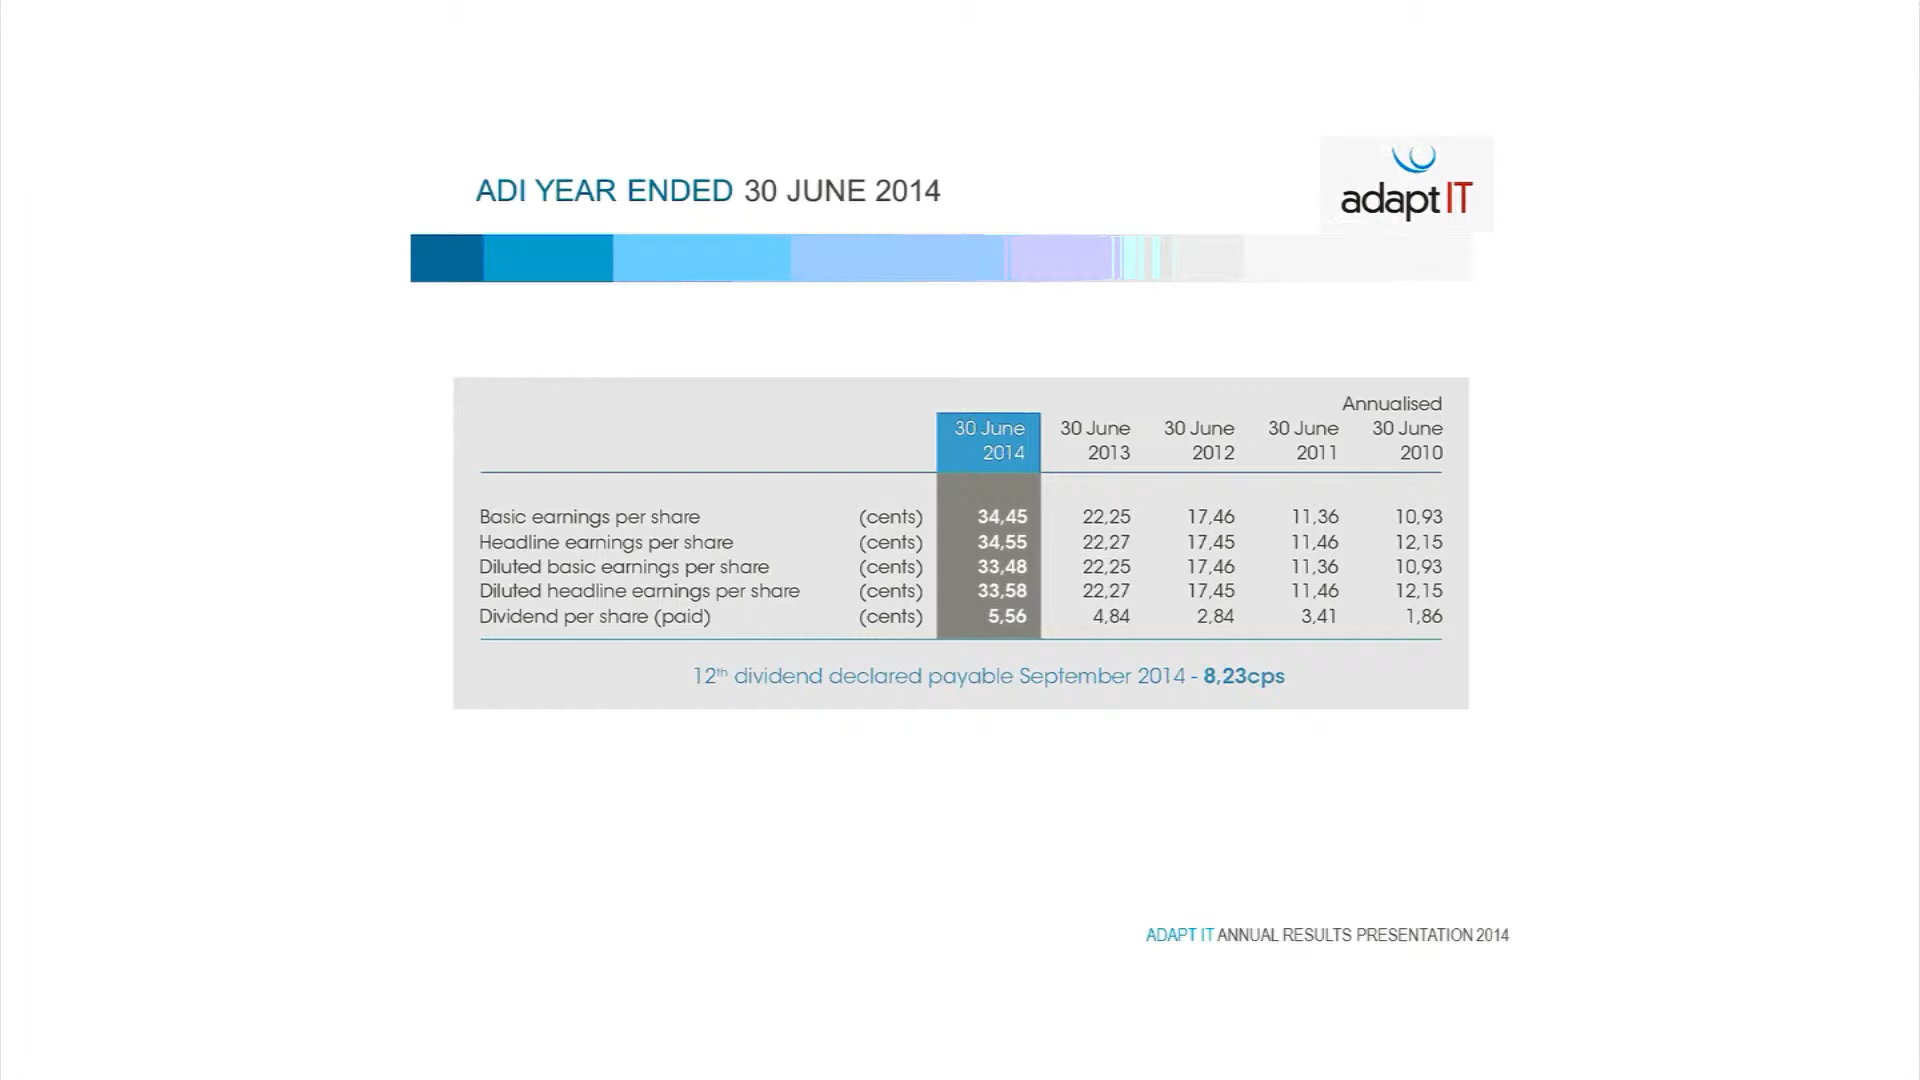 ADI YEAR ENDED 30 JUNE 2014
adaptIT
Annualised
30 June 30 June 30 June 30 June 30 June
2014 2013 2012 2011 2010
Basic earnings per share (cents) 34,45 22,25 17,46 11,36 10,93
Headline earnings per share (cents) 34,55 22,27 17,45 11,46 12,15
Diluted basic earnings per share (cents) 33,48 22,25 17,46 11,36 10,93
Diluted headline earnings per share (cents) 33,58 22,27 17,45 11,46 12,15
Dividend per share (paid) (cents) 5,56 4,84 2,84 3,41 1,86
12th dividend declared payable September 2014 - 8,23cps
ADAPT IT ANNUAL RESULTS PRESENTATION 2014